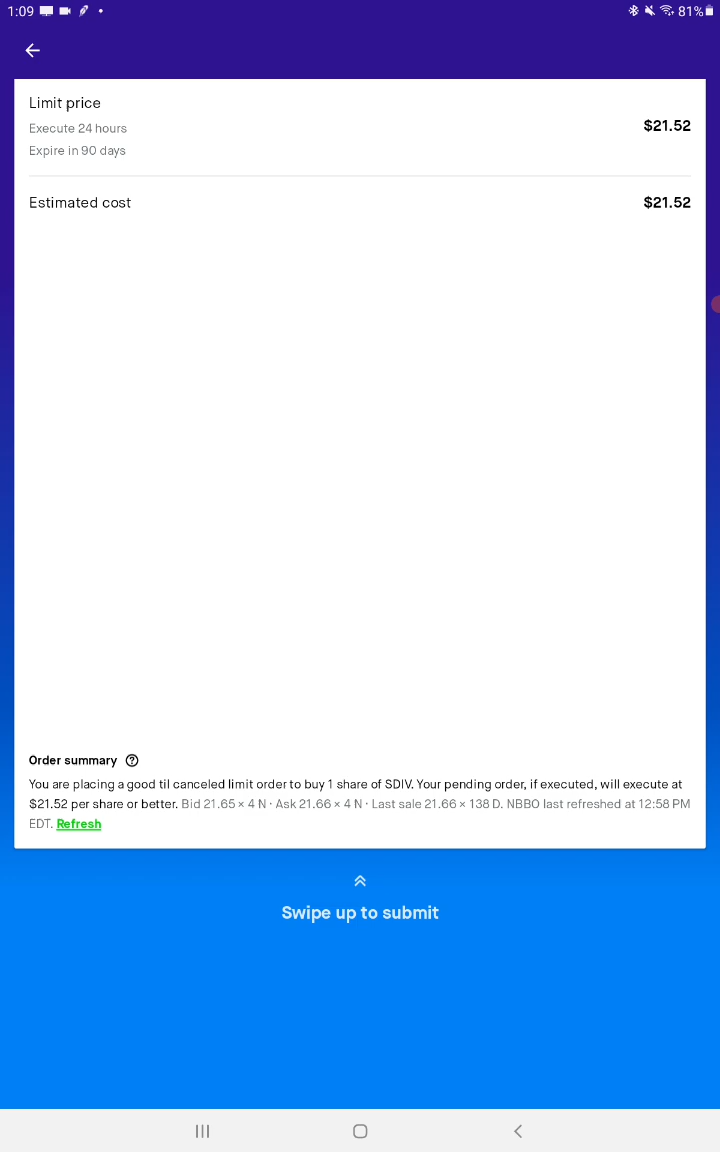 1:09
81%
Limit price
Execute 24 hours
Expire in 90 days
$21.52
Estimated cost
$21.52
Order summary
You are placing a good til canceled limit order to buy 1 share of SDIV. Your pending order, if executed, will execute at
$21.52 per share or better. Bid 21.65 × 4 N · Ask 21.66 × 4 N · Last sale 21.66 × 138 D. NBBO last refreshed at 12:58 PM
EDT. Refresh
Swipe up to submit